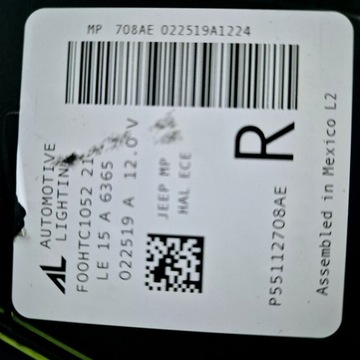 MP 708AE 022519A1224
AL AUTOMOTIVE
LIGHTING
F00HTC1052 21
LE 15 A 6365
022519 A 12.0 V
JEEP MP
HAL ECE
R
P55112708AE
Assembled in Mexico L2